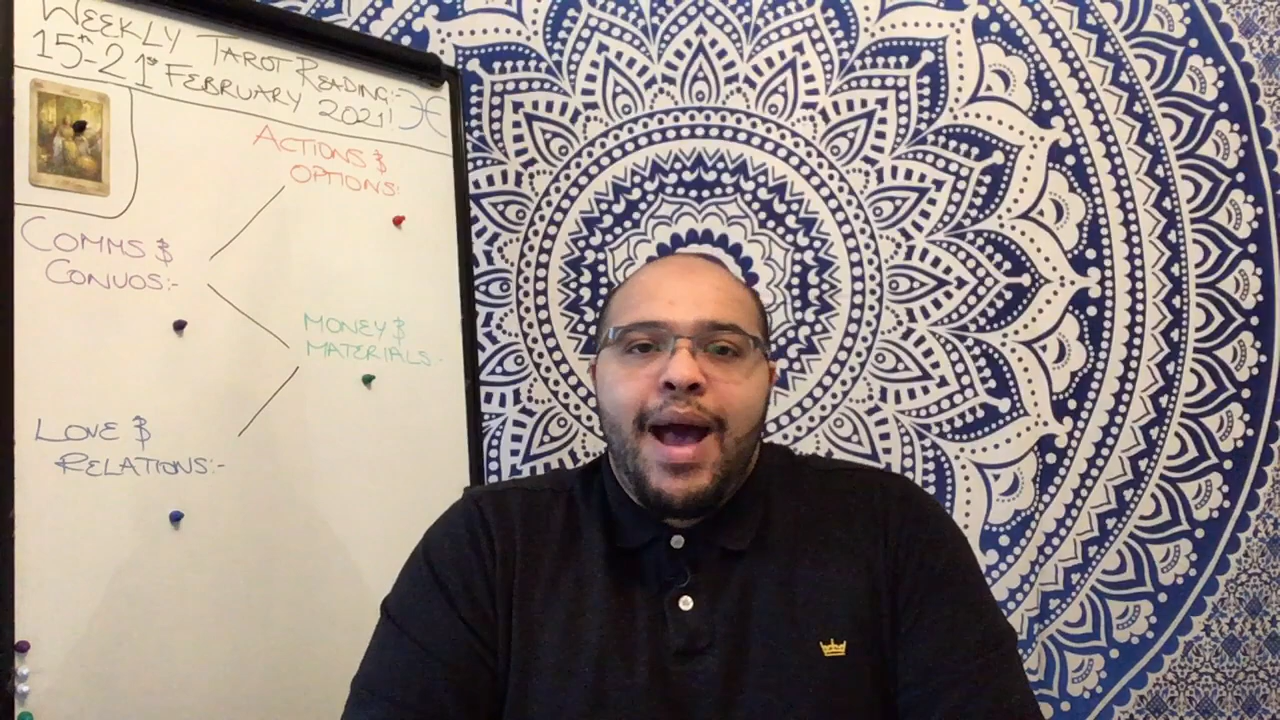 WEEKLY TAROT READING:-
15th-21st FEBRUARY 2021! ♓
ACTIONS &
OPTIONS:-
COMMS &
CONVOS:-
MONEY &
MATERIALS:-
LOVE &
RELATIONS:-